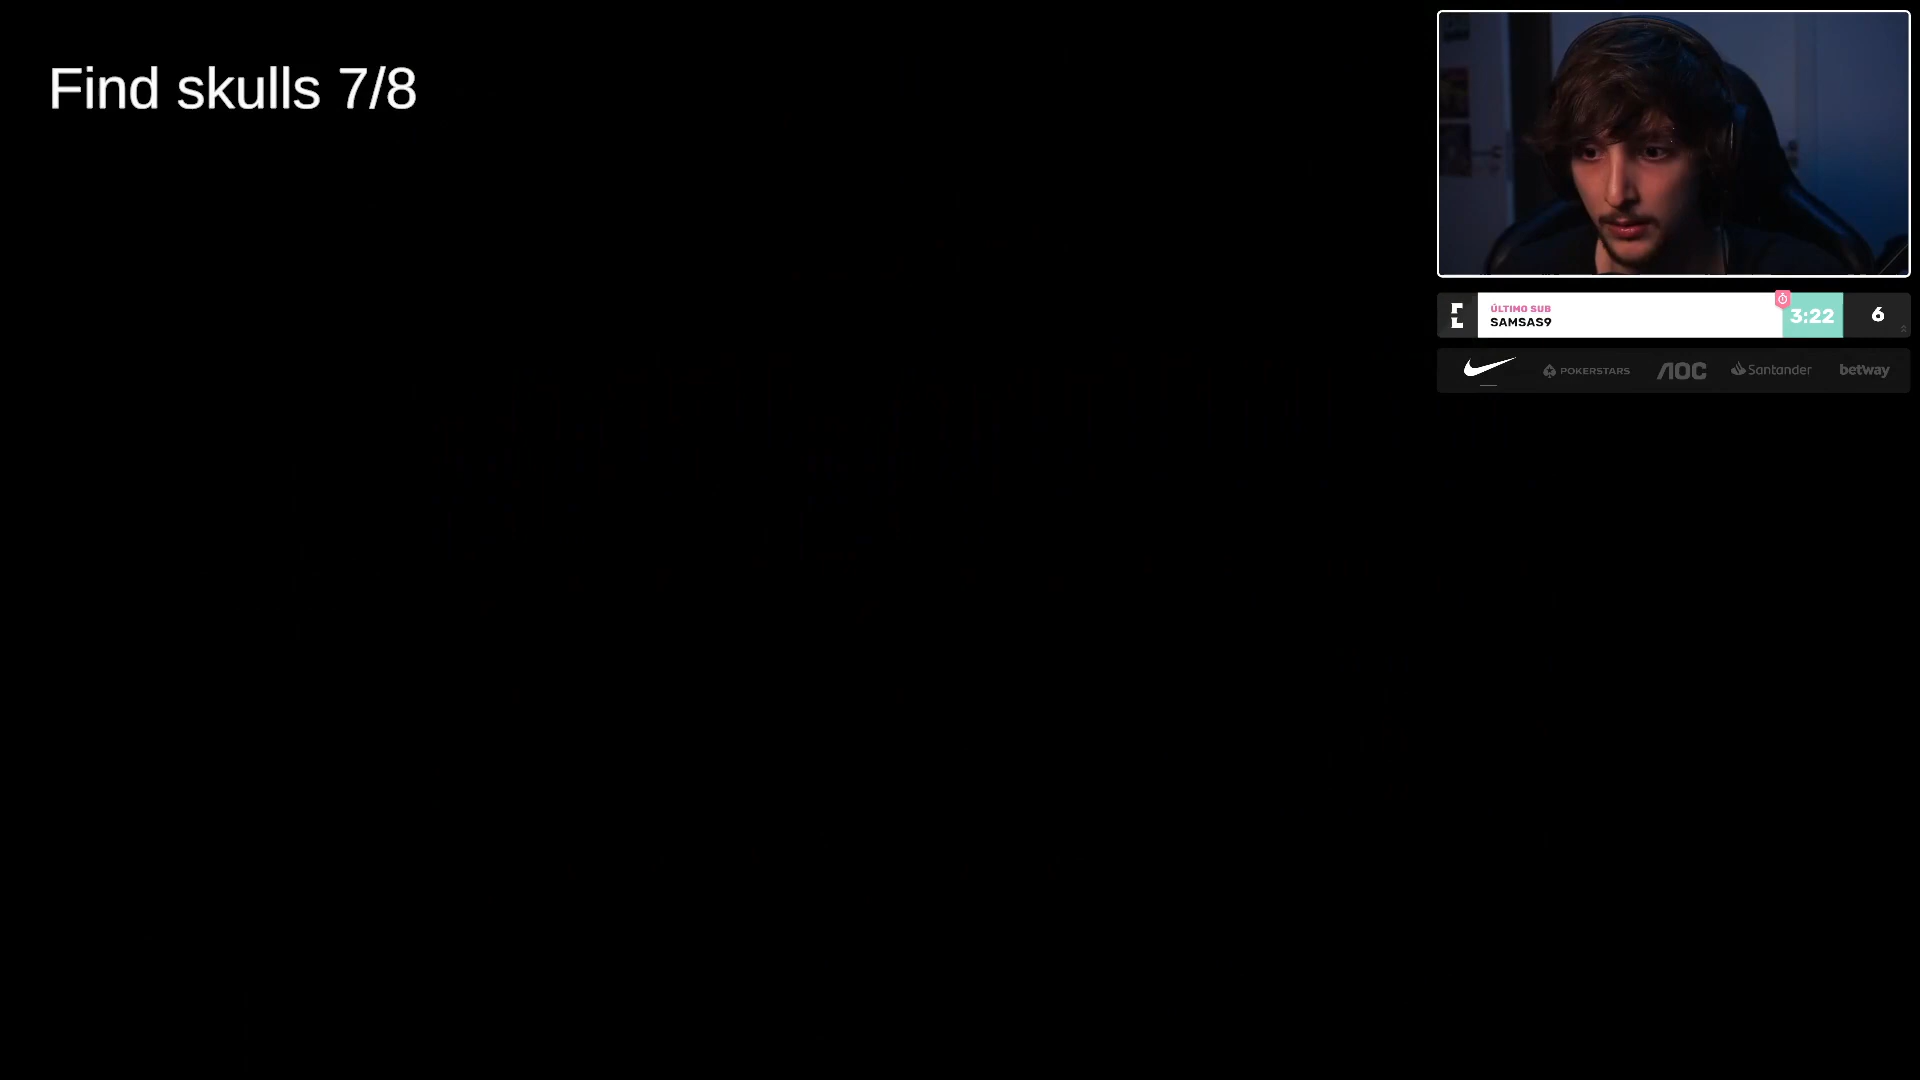 Find skulls 7/8
ÚLTIMO SUB
SAMSAS9
3:22
6
POKERSTARS
AOC
Santander
betway